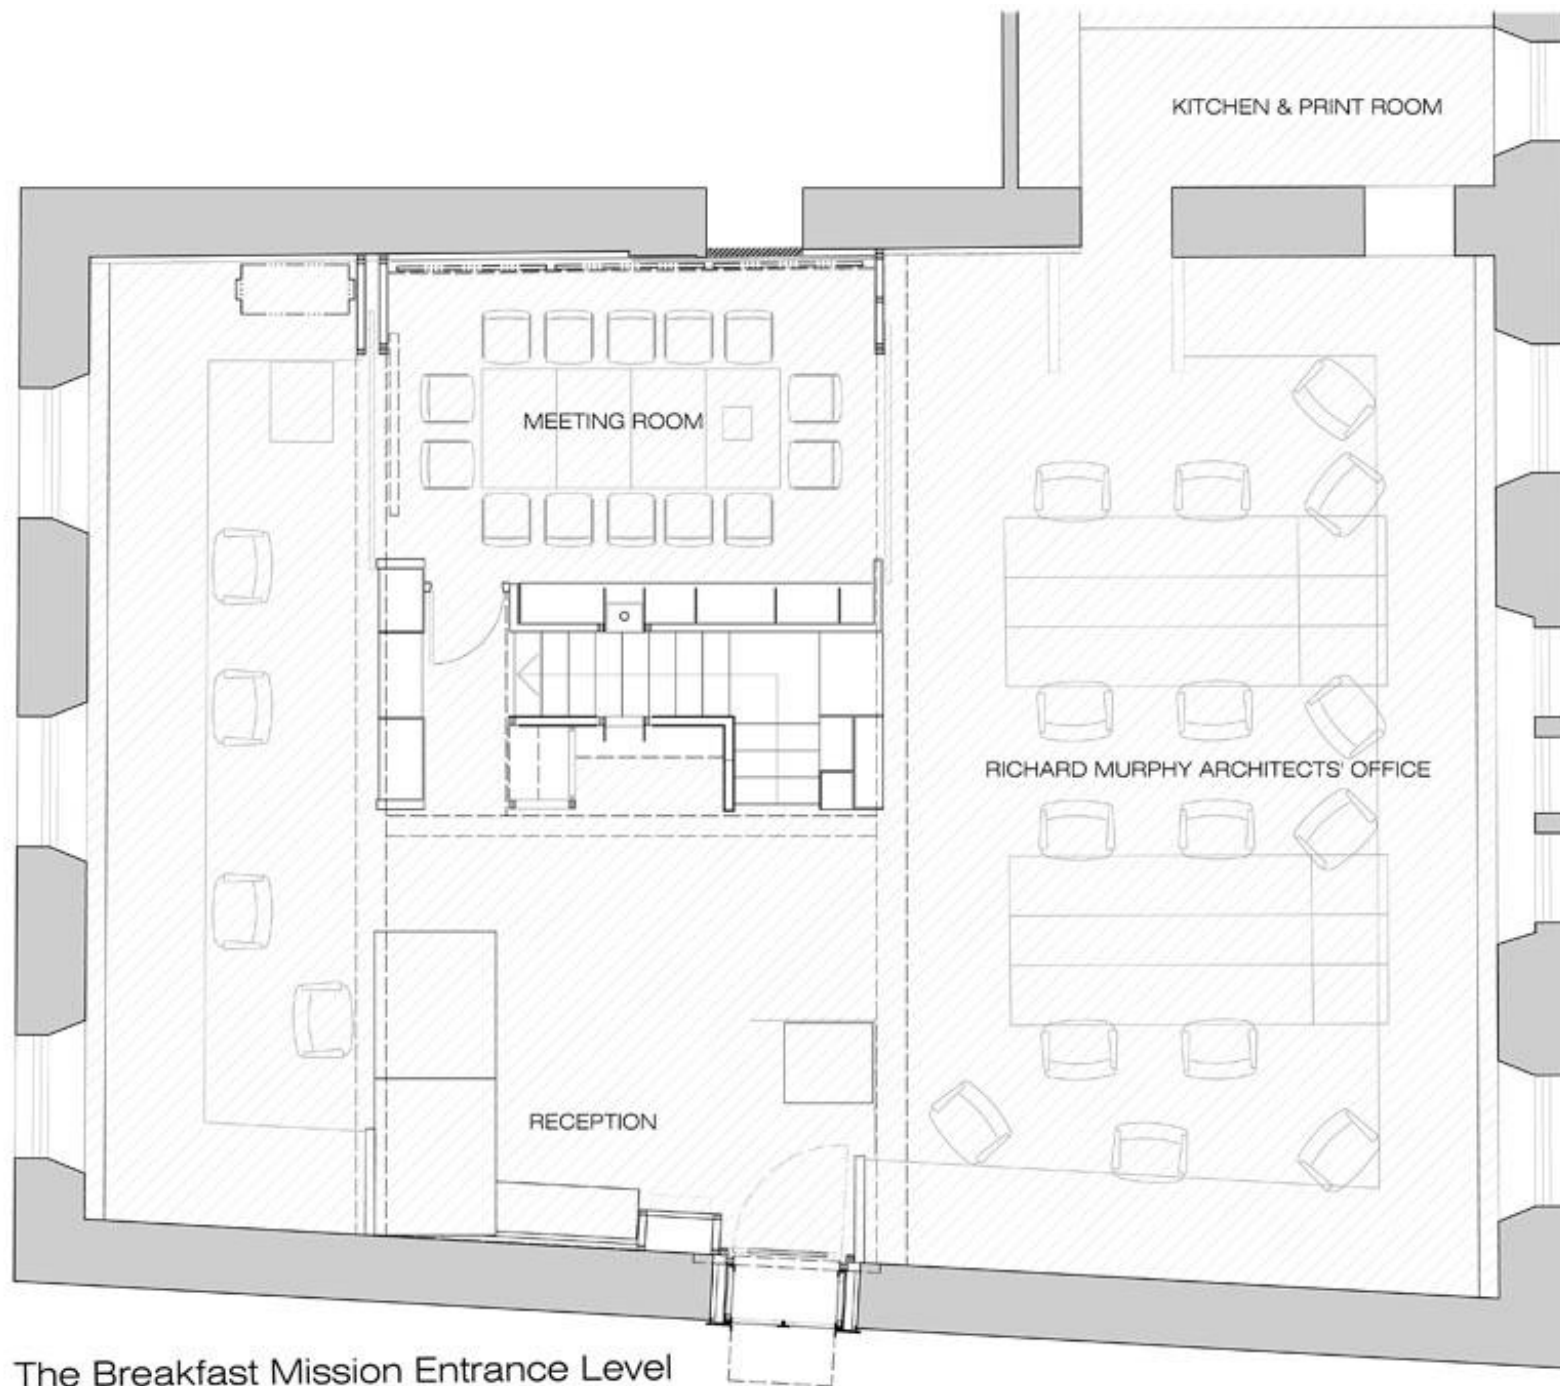 KITCHEN & PRINT ROOM
MEETING ROOM
RICHARD MURPHY ARCHITECTS' OFFICE
RECEPTION
The Breakfast Mission Entrance Level